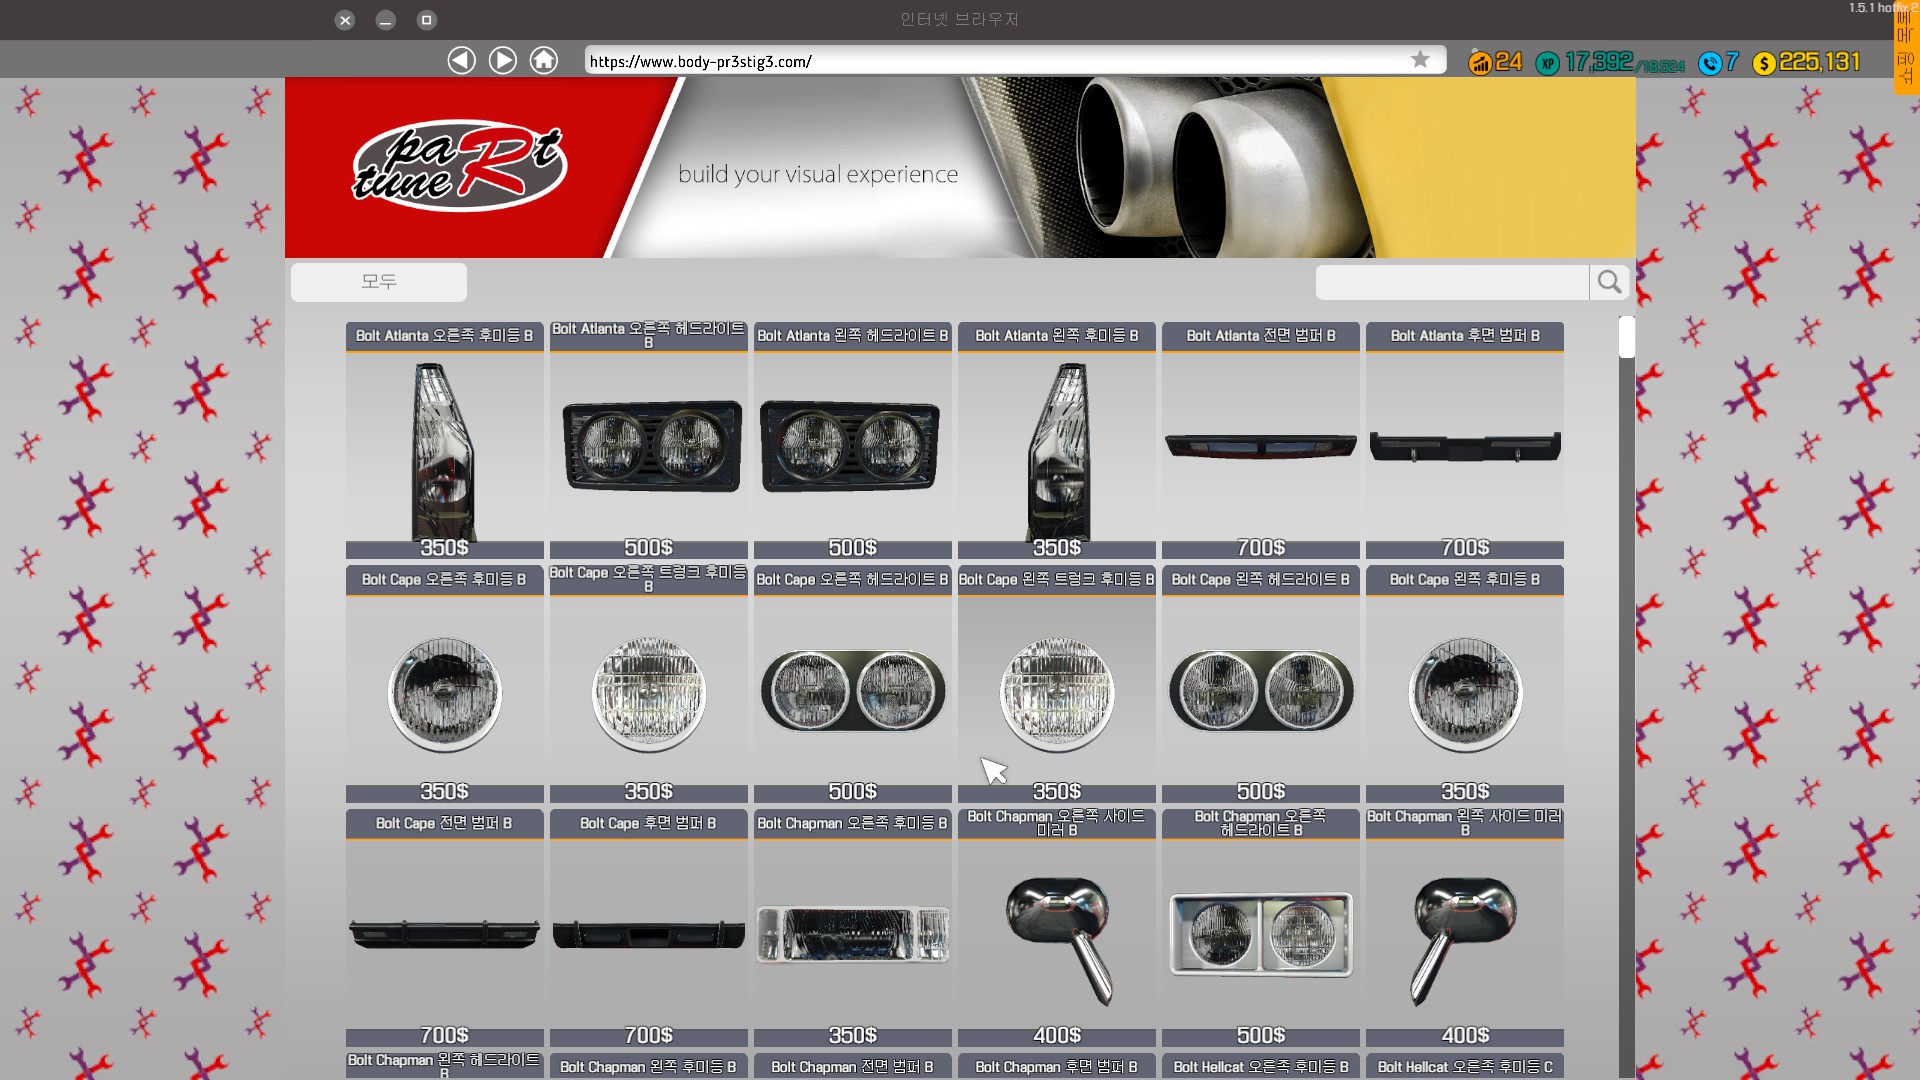 인터넷 브라우저
1.5.1 hotfix 2
https://www.body-pr3stig3.com/
24
XP 17,392/18,524
7
$ 225,131
paRt
tune
build your visual experience
모두
Bolt Atlanta 오른쪽 후미등 B
Bolt Atlanta 오른쪽 헤드라이트
B
Bolt Atlanta 왼쪽 헤드라이트 B
Bolt Atlanta 왼쪽 후미등 B
Bolt Atlanta 전면 범퍼 B
Bolt Atlanta 후면 범퍼 B
350$
500$
500$
350$
700$
700$
Bolt Cape 오른쪽 후미등 B
Bolt Cape 오른쪽 트렁크 후미등
B
Bolt Cape 오른쪽 헤드라이트 B
Bolt Cape 왼쪽 트렁크 후미등 B
Bolt Cape 왼쪽 헤드라이트 B
Bolt Cape 왼쪽 후미등 B
350$
350$
500$
350$
500$
350$
Bolt Cape 전면 범퍼 B
Bolt Cape 후면 범퍼 B
Bolt Chapman 오른쪽 후미등 B
Bolt Chapman 오른쪽 사이드
미러 B
Bolt Chapman 오른쪽
헤드라이트 B
Bolt Chapman 왼쪽 사이드 미러
B
700$
700$
350$
400$
500$
400$
Bolt Chapman 왼쪽 헤드라이트
B
Bolt Chapman 왼쪽 후미등 B
Bolt Chapman 전면 범퍼 B
Bolt Chapman 후면 범퍼 B
Bolt Hellcat 오른쪽 후미등 B
Bolt Hellcat 오른쪽 후미등 C